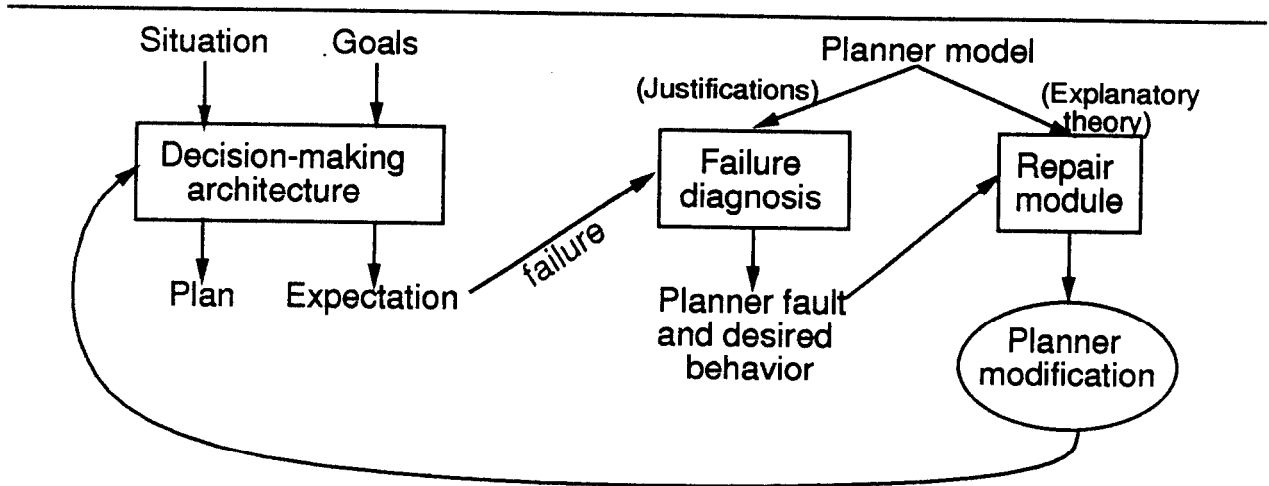 Situation
Goals
Planner model
(Justifications)
(Explanatory
theory)
Decision-making
architecture
Failure
diagnosis
Repair
module
failure
Plan
Expectation
Planner fault
and desired
behavior
Planner
modification